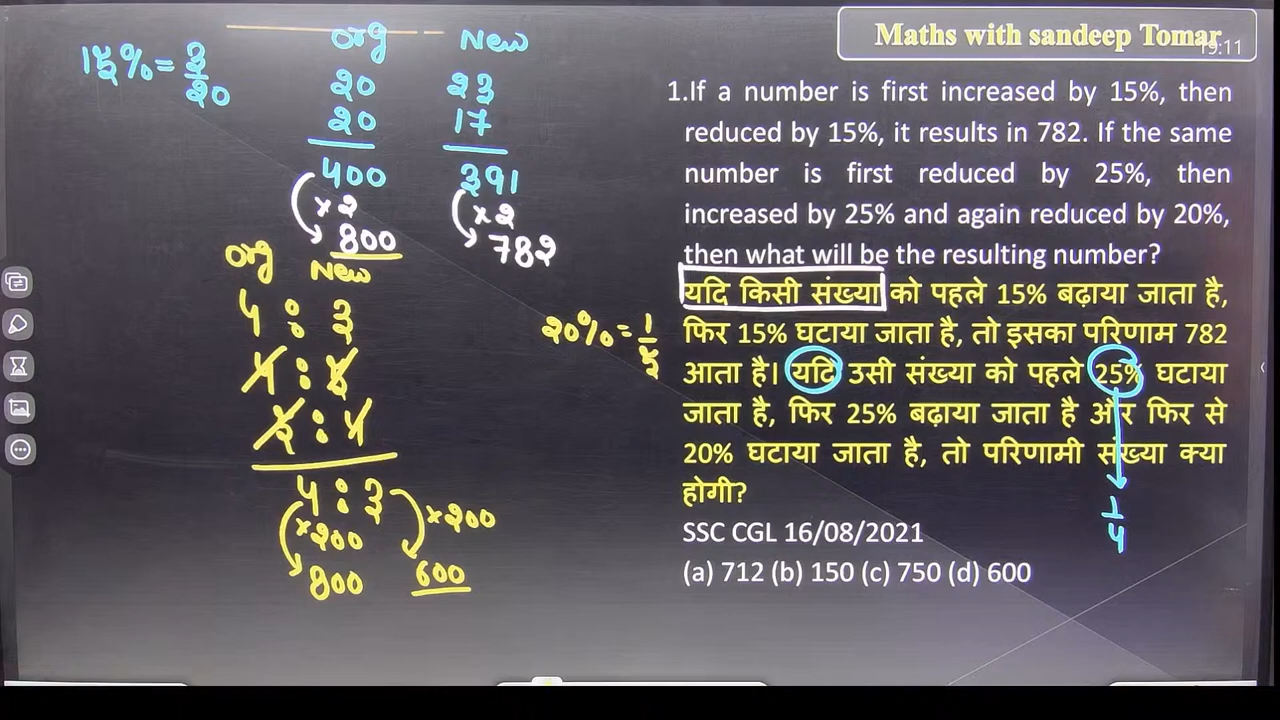 Maths with sandeep Tomar
19:11
1.If a number is first increased by 15%, then
reduced by 15%, it results in 782. If the same
number is first reduced by 25%, then
increased by 25% and again reduced by 20%,
then what will be the resulting number?
यदि किसी संख्या को पहले 15% बढ़ाया जाता है,
फिर 15% घटाया जाता है, तो इसका परिणाम 782
आता है। यदि उसी संख्या को पहले 25% घटाया
जाता है, फिर 25% बढ़ाया जाता है और फिर से
20% घटाया जाता है, तो परिणामी संख्या क्या
होगी?
SSC CGL 16/08/2021
(a) 712 (b) 150 (c) 750 (d) 600
1/4
15% = 3/20
org New
20 23
20 17
400 391
×2 ×2
800 782
org New
4 : 3
4 : 5
5 : 4
4 : 3
×200 ×200
800 600
20% = 1/5